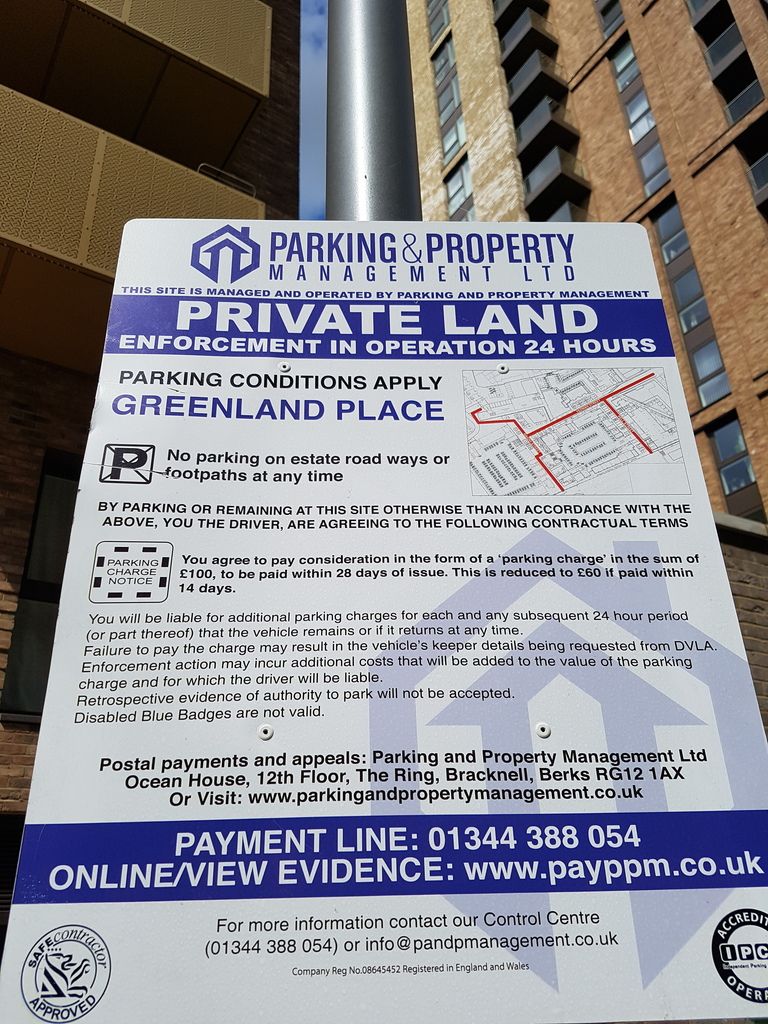 PARKING&PROPERTY
MANAGEMENT LTD
THIS SITE IS MANAGED AND OPERATED BY PARKING AND PROPERTY MANAGEMENT
PRIVATE LAND
ENFORCEMENT IN OPERATION 24 HOURS
PARKING CONDITIONS APPLY
GREENLAND PLACE
P
No parking on estate road ways or
footpaths at any time
BY PARKING OR REMAINING AT THIS SITE OTHERWISE THAN IN ACCORDANCE WITH THE
ABOVE, YOU THE DRIVER, ARE AGREEING TO THE FOLLOWING CONTRACTUAL TERMS
PARKING
CHARGE
NOTICE
You agree to pay consideration in the form of a 'parking charge' in the sum of
£100, to be paid within 28 days of issue. This is reduced to £60 if paid within
14 days.
You will be liable for additional parking charges for each and any subsequent 24 hour period
(or part thereof) that the vehicle remains or if it returns at any time.
Failure to pay the charge may result in the vehicle's keeper details being requested from DVLA.
Enforcement action may incur additional costs that will be added to the value of the parking
charge and for which the driver will be liable.
Retrospective evidence of authority to park will not be accepted.
Disabled Blue Badges are not valid.
Postal payments and appeals: Parking and Property Management Ltd
Ocean House, 12th Floor, The Ring, Bracknell, Berks RG12 1AX
Or Visit: www.parkingandpropertymanagement.co.uk
PAYMENT LINE: 01344 388 054
ONLINE/VIEW EVIDENCE: www.payppm.co.uk
For more information contact our Control Centre
(01344 388 054) or info@pandpmanagement.co.uk
Company Reg No.08645452 Registered in England and Wales
SAFEcontractor
APPROVED
ACCREDIT
IPC
Independent Parking
OPERA